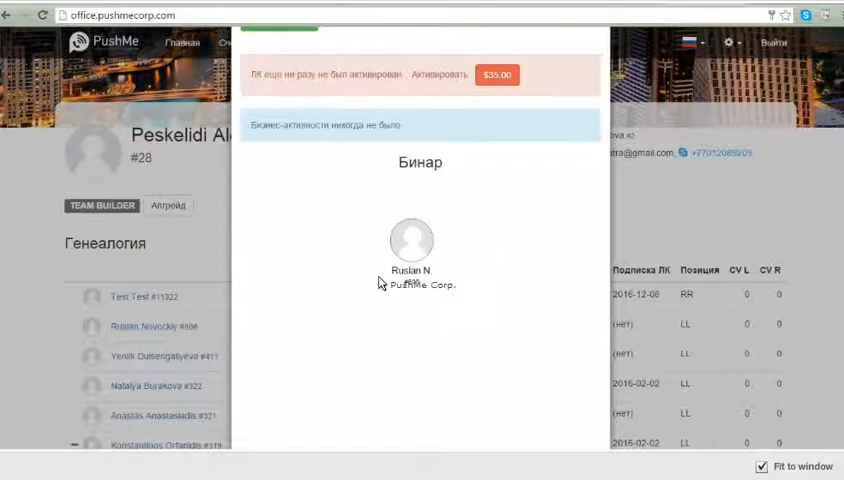 office.pushmecorp.com
PushMe Главная Выйти
ЛК еще ни разу не был активирован Активировать $35.00
Бизнес-активности никогда не было
Peskelidi
#28
#2
@gmail.com, +77012089209
TEAM BUILDER Апгрейд
Бинар
Генеалогия
Ruslan N.
PushMe Corp.
Подписка ЛК Позиция CV L CV R
Test Test #11922 2016-12-08 RR 0 0
Ruslan Novockiy #806 (нет) LL 0 0
Yenlik Duisengaliyeva #411 (нет) LL 0 0
Natalya Burakova #322 2016-02-02 LL 0 0
Anastas Anastasiadis #321 (нет) LL 0 0
Konstantinos Orfanidis #319 2016-02-02 LL 0 0
Fit to window